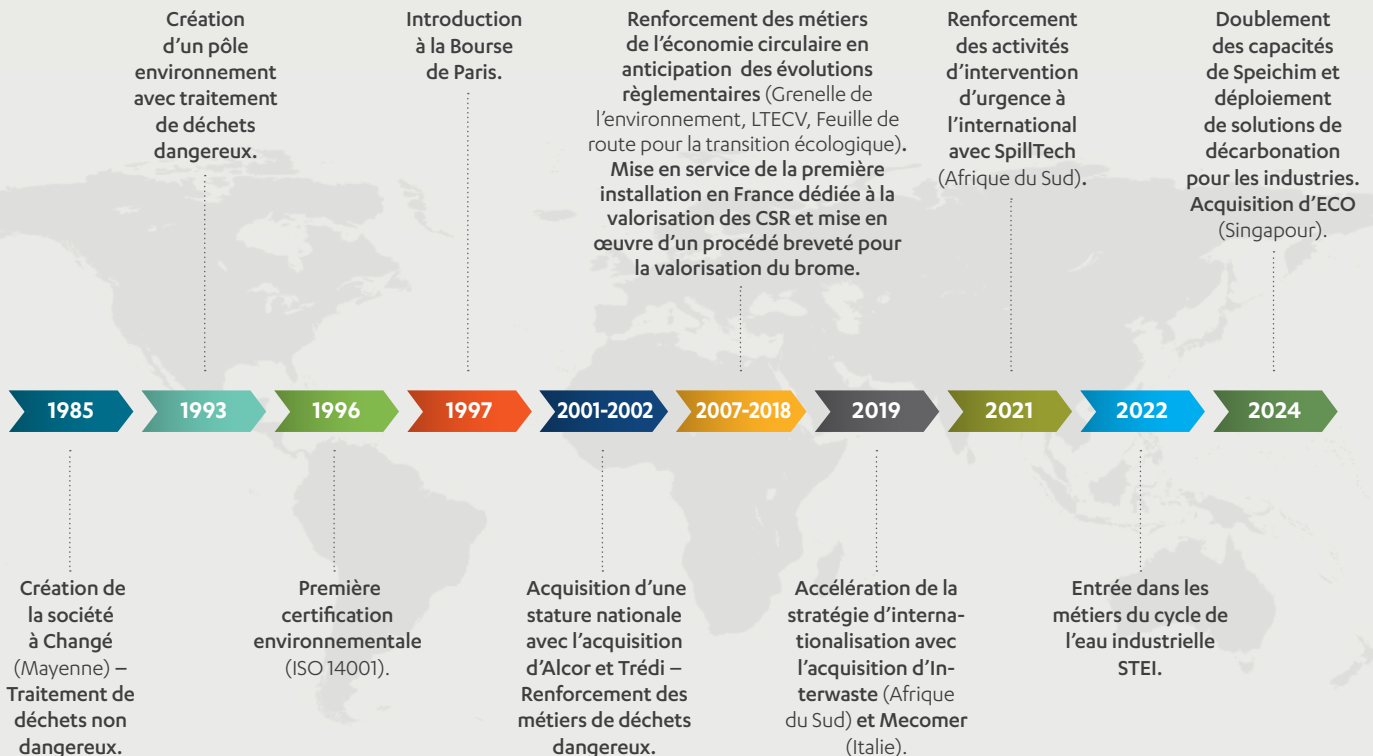 Création
d’un pôle
environnement
avec traitement
de déchets
dangereux.
Introduction
à la Bourse
de Paris.
Renforcement des métiers
de l’économie circulaire en
anticipation des évolutions
règlementaires (Grenelle de
l’environnement, LTECV, Feuille de
route pour la transition écologique).
Mise en service de la première
installation en France dédiée à la
valorisation des CSR et mise en
œuvre d’un procédé breveté pour
la valorisation du brome.
Renforcement
des activités
d’intervention
d’urgence à
l’international
avec SpillTech
(Afrique du Sud).
Doublement
des capacités
de Speichim et
déploiement
de solutions de
décarbonation
pour les industries.
Acquisition d’ECO
(Singapour).
1985
1993
1996
1997
2001-2002
2007-2018
2019
2021
2022
2024
Création de
la société
à Changé
(Mayenne) –
Traitement de
déchets non
dangereux.
Première
certification
environnementale
(ISO 14001).
Acquisition d’une
stature nationale
avec l’acquisition
d’Alcor et Trédi –
Renforcement des
métiers de déchets
dangereux.
Accélération de la
stratégie d’interna-
tionalisation avec
l’acquisition d’In-
terwaste (Afrique
du Sud) et Mecomer
(Italie).
Entrée dans les
métiers du cycle de
l’eau industrielle
STEI.